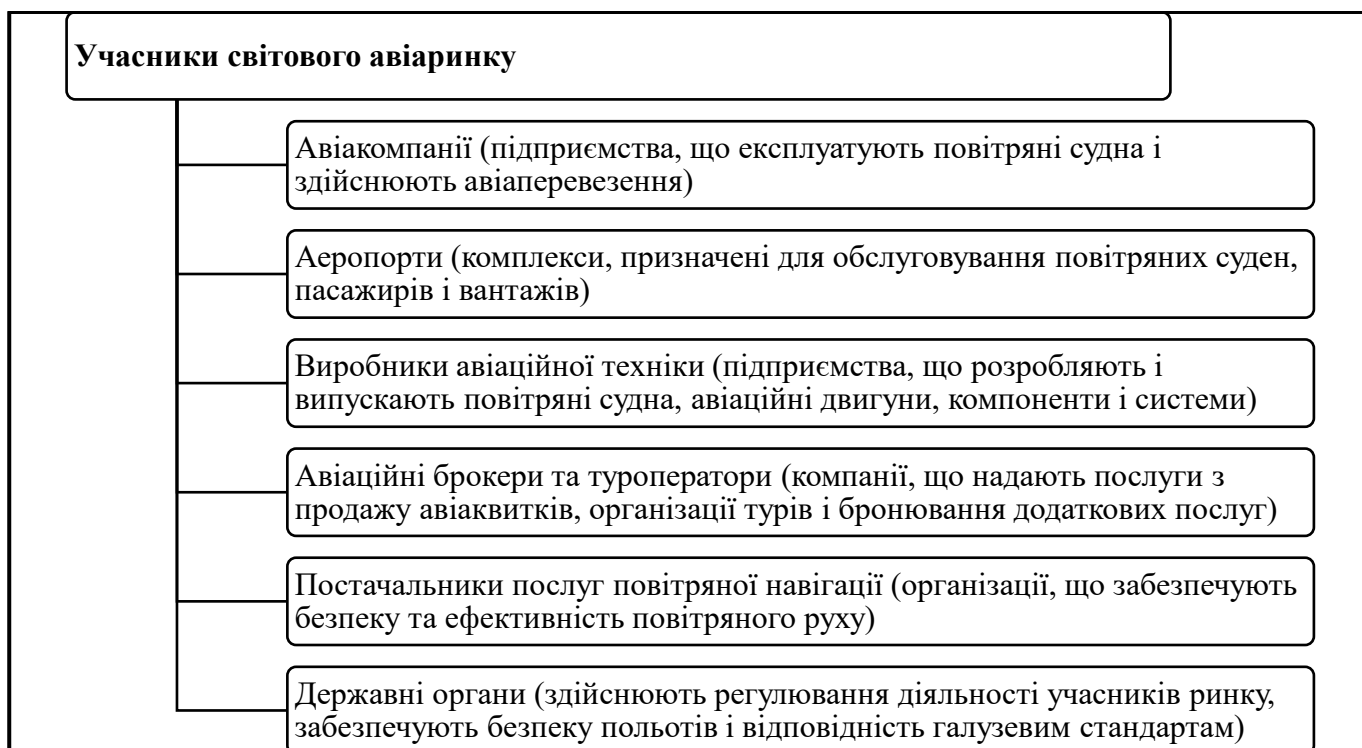 Учасники світового авіаринку
Авіакомпанії (підприємства, що експлуатують повітряні судна і
здійснюють авіаперевезення)
Аеропорти (комплекси, призначені для обслуговування повітряних суден,
пасажирів і вантажів)
Виробники авіаційної техніки (підприємства, що розробляють і
випускають повітряні судна, авіаційні двигуни, компоненти і системи)
Авіаційні брокери та туроператори (компанії, що надають послуги з
продажу авіаквитків, організації турів і бронювання додаткових послуг)
Постачальники послуг повітряної навігації (організації, що забезпечують
безпеку та ефективність повітряного руху)
Державні органи (здійснюють регулювання діяльності учасників ринку,
забезпечують безпеку польотів і відповідність галузевим стандартам)